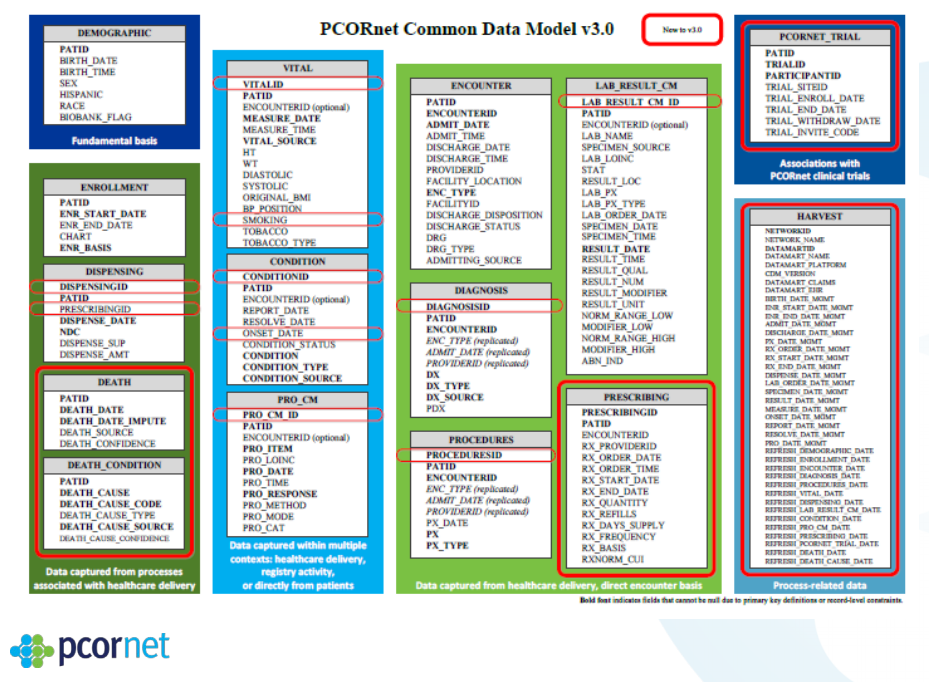 PCORnet Common Data Model v3.0
New to v3.0
DEMOGRAPHIC
PATID
BIRTH_DATE
BIRTH_TIME
SEX
HISPANIC
RACE
BIOBANK_FLAG
Fundamental basis
ENROLLMENT
PATID
ENR_START_DATE
ENR_END_DATE
CHART
ENR_BASIS
DISPENSING
DISPENSINGID
PATID
PRESCRIBINGID
DISPENSE_DATE
NDC
DISPENSE_SUP
DISPENSE_AMT
DEATH
PATID
DEATH_DATE
DEATH_DATE_IMPUTE
DEATH_SOURCE
DEATH_CONFIDENCE
DEATH_CONDITION
PATID
DEATH_CAUSE
DEATH_CAUSE_CODE
DEATH_CAUSE_TYPE
DEATH_CAUSE_SOURCE
DEATH_CAUSE_CONFIDENCE
Data captured from processes
associated with healthcare delivery
VITAL
VITALID
PATID
ENCOUNTERID (optional)
MEASURE_DATE
MEASURE_TIME
VITAL_SOURCE
HT
WT
DIASTOLIC
SYSTOLIC
ORIGINAL_BMI
BP_POSITION
SMOKING
TOBACCO
TOBACCO_TYPE
CONDITION
CONDITIONID
PATID
ENCOUNTERID
REPORT_DATE
RESOLVE_DATE
ONSET_DATE
CONDITION_STATUS
CONDITION
CONDITION_TYPE
CONDITION_SOURCE
PRO_CM
PRO_CM_ID
PATID
ENCOUNTERID (optional)
PRO_ITEM
PRO_LOINC
PRO_DATE
PRO_TIME
PRO_RESPONSE
PRO_METHOD
PRO_MODE
PRO_CAT
Data captured within multiple
contexts: healthcare delivery,
registry activity,
or directly from patients
ENCOUNTER
PATID
ENCOUNTERID
ADMIT_DATE
ADMIT_TIME
DISCHARGE_DATE
DISCHARGE_TIME
PROVIDERID
FACILITY_LOCATION
ENC_TYPE
FACILITYID
DISCHARGE_DISPOSITION
DISCHARGE_STATUS
DRG
DRG_TYPE
ADMITTING_SOURCE
DIAGNOSIS
DIAGNOSISID
PATID
ENCOUNTERID
ENC_TYPE (replicated)
ADMIT_DATE (replicated)
PROVIDERID (replicated)
DX
DX_TYPE
DX_SOURCE
PDX
PROCEDURES
PROCEDURESID
PATID
ENCOUNTERID
ENC_TYPE (replicated)
ADMIT_DATE (replicated)
PROVIDERID (replicated)
PX_DATE
PX
PX_TYPE
LAB_RESULT_CM
LAB_RESULT_CM_ID
PATID
ENCOUNTERID (optional)
LAB_NAME
SPECIMEN_SOURCE
LAB_LOINC
STAT
RESULT_LOC
LAB_PX
LAB_PX_TYPE
LAB_ORDER_DATE
SPECIMEN_DATE
SPECIMEN_TIME
RESULT_DATE
RESULT_TIME
RESULT_QUAL
RESULT_NUM
RESULT_MODIFIER
RESULT_UNIT
NORM_RANGE_LOW
MODIFIER_LOW
NORM_RANGE_HIGH
MODIFIER_HIGH
ABN_IND
PRESCRIBING
PRESCRIBINGID
PATID
ENCOUNTERID
RX_PROVIDERID
RX_ORDER_DATE
RX_ORDER_TIME
RX_START_DATE
RX_END_DATE
RX_QUANTITY
RX_REFILLS
RX_DAYS_SUPPLY
RX_FREQUENCY
RX_BASIS
RXNORM_CUI
Data captured from healthcare delivery, direct encounter basis
PCORNET_TRIAL
PATID
TRIALID
PARTICIPANTID
TRIAL_SITEID
TRIAL_ENROLL_DATE
TRIAL_END_DATE
TRIAL_WITHDRAW_DATE
TRIAL_INVITE_CODE
Associations with
PCORnet clinical trials
HARVEST
NETWORKID
NETWORK_NAME
DATAMARTID
DATAMART_NAME
DATAMART_PLATFORM
CDM_VERSION
DATAMART_CLAIMS
DATAMART_EHR
BIRTH_DATE_MGMT
ENR_START_DATE_MGMT
ENR_END_DATE_MGMT
ADMIT_DATE_MGMT
DISCHARGE_DATE_MGMT
PX_DATE_MGMT
RX_ORDER_DATE_MGMT
RX_START_DATE_MGMT
RX_END_DATE_MGMT
DISPENSE_DATE_MGMT
LAB_ORDER_DATE_MGMT
SPECIMEN_DATE_MGMT
RESULT_DATE_MGMT
MEASURE_DATE_MGMT
ONSET_DATE_MGMT
REPORT_DATE_MGMT
RESOLVE_DATE_MGMT
PRO_DATE_MGMT
REFRESH_DEMOGRAPHIC_DATE
REFRESH_ENROLLMENT_DATE
REFRESH_ENCOUNTER_DATE
REFRESH_DIAGNOSIS_DATE
REFRESH_PROCEDURES_DATE
REFRESH_VITAL_DATE
REFRESH_DISPENSING_DATE
REFRESH_LAB_RESULT_CM_DATE
REFRESH_CONDITION_DATE
REFRESH_PRO_CM_DATE
REFRESH_PRESCRIBING_DATE
REFRESH_PCORNET_TRIAL_DATE
REFRESH_DEATH_DATE
REFRESH_DEATH_CAUSE_DATE
Process-related data
Bold font indicates fields that cannot be null due to primary key definitions or record-level constraints.
pcornet